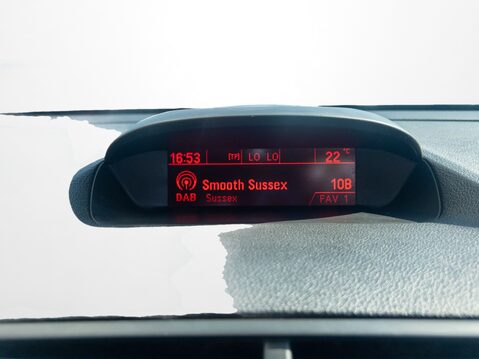 16:53 [TP] LO LO 22 °C
Smooth Sussex 10B
DAB Sussex FAV 1